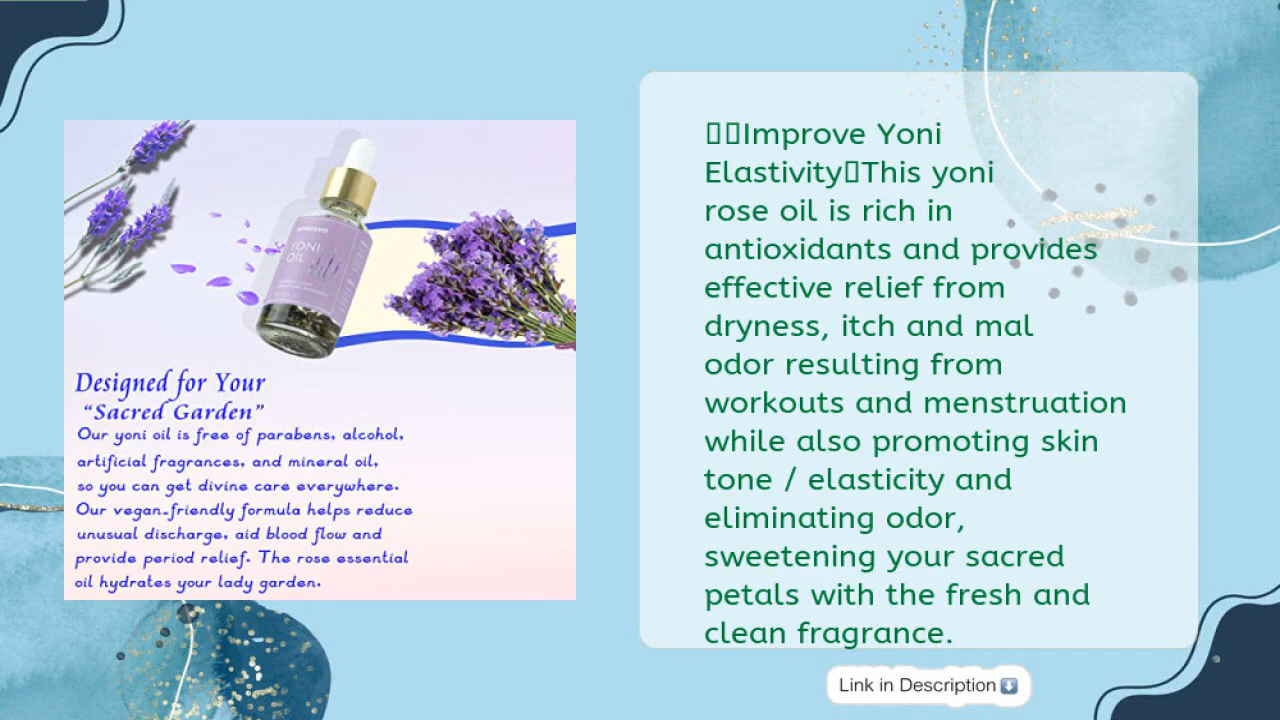 YONI
OIL
Designed for Your
“Sacred Garden”
Our yoni oil is free of parabens, alcohol,
artificial fragrances, and mineral oil,
so you can get divine care everywhere.
Our vegan-friendly formula helps reduce
unusual discharge, aid blood flow and
provide period relief. The rose essential
oil hydrates your lady garden.
Improve Yoni
Elastivity This yoni
rose oil is rich in
antioxidants and provides
effective relief from
dryness, itch and mal
odor resulting from
workouts and menstruation
while also promoting skin
tone / elasticity and
eliminating odor,
sweetening your sacred
petals with the fresh and
clean fragrance.
Link in Description